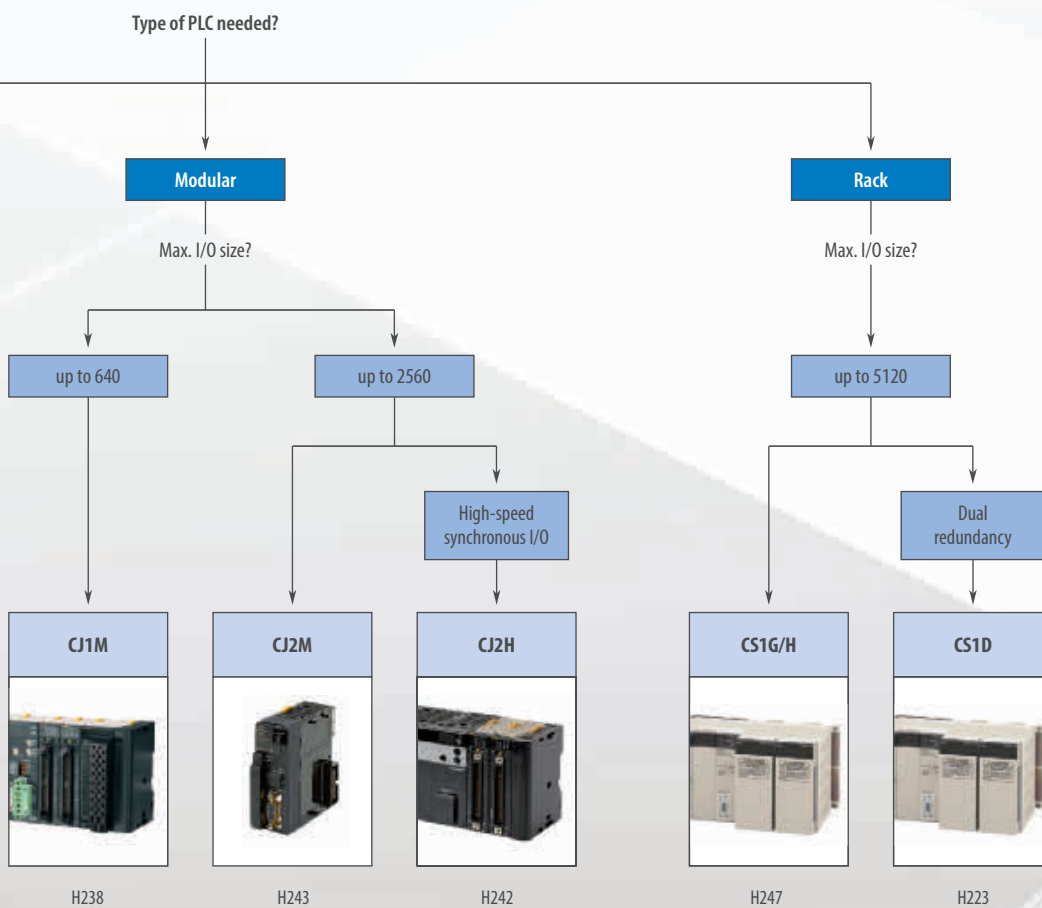 Type of PLC needed?
Modular
Rack
Max. I/O size?
Max. I/O size?
up to 640
up to 2560
up to 5120
High-speed
synchronous I/O
Dual
redundancy
CJ1M
CJ2M
CJ2H
CS1G/H
CS1D
H238
H243
H242
H247
H223